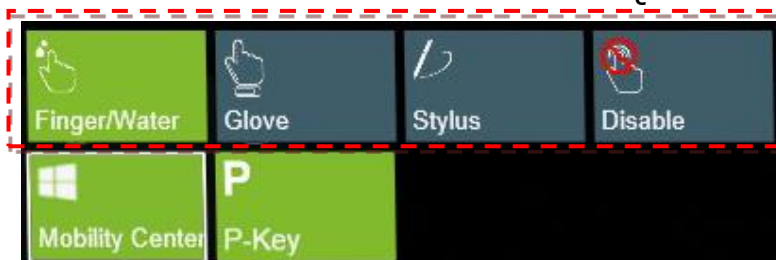 Finger/Water
Glove
Stylus
Disable
P
Mobility Center
P-Key